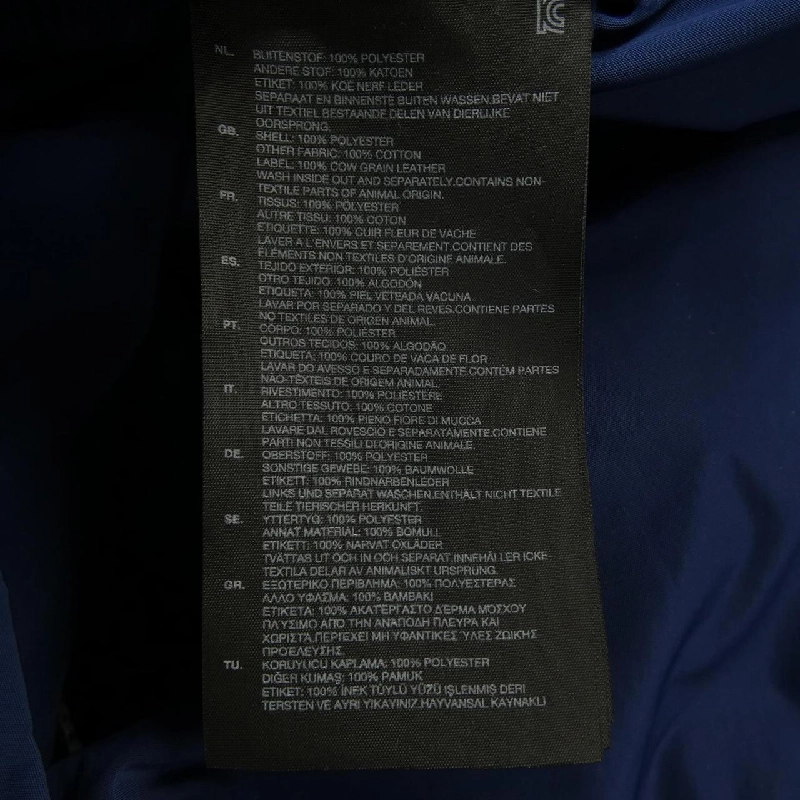 NL. BUITENSTOF: 100% POLYESTER
ANDERE STOF: 100% KATOEN
ETIKET: 100% KOE NERF LEDER
SEPARAAT EN BINNENSTE BUITEN WASSEN.BEVAT NIET
UIT TEXTIEL BESTAANDE DELEN VAN DIERLIJKE
OORSPRONG.
GB. SHELL: 100% POLYESTER
OTHER FABRIC: 100% COTTON
LABEL: 100% COW GRAIN LEATHER
WASH INSIDE OUT AND SEPARATELY.CONTAINS NON-
TEXTILE PARTS OF ANIMAL ORIGIN.
FR. TISSUS: 100% POLYESTER
AUTRE TISSU: 100% COTON
ETIQUETTE: 100% CUIR FLEUR DE VACHE
LAVER A L'ENVERS ET SEPAREMENT.CONTIENT DES
ÉLÉMENTS NON TEXTILES D'ORIGINE ANIMALE.
ES. TEJIDO EXTERIOR: 100% POLIÉSTER
OTRO TEJIDO: 100% ALGODÓN
ETIQUETA: 100% PIEL VETEADA VACUNA
LAVAR POR SEPARADO Y DEL REVES.CONTIENE PARTES
NO TEXTILES DE ORIGEN ANIMAL.
PT. CORPO: 100% POLIÉSTER
OUTROS TECIDOS: 100% ALGODÃO
ETIQUETA: 100% COURO DE VACA DE FLOR
LAVAR DO AVESSO E SEPARADAMENTE.CONTÉM PARTES
NÃO-TÊXTEIS DE ORIGEM ANIMAL.
IT. RIVESTIMENTO: 100% POLIESTERE
ALTRO TESSUTO: 100% COTONE
ETICHETTA: 100% PIENO FIORE DI MUCCA
LAVARE DAL ROVESCIO E SEPARATAMENTE.CONTIENE
PARTI NON TESSILI DI ORIGINE ANIMALE.
DE. OBERSTOFF: 100% POLYESTER
SONSTIGE GEWEBE: 100% BAUMWOLLE
ETIKETT: 100% RINDNARBENLEDER
LINKS UND SEPARAT WASCHEN.ENTHÄLT NICHT TEXTILE
TEILE TIERISCHER HERKUNFT.
SE. YTTERTYG: 100% POLYESTER
ANNAT MATERIAL: 100% BOMULL
ETIKETT: 100% NARVAT OXLÄDER
TVÄTTAS UT OCH IN OCH SEPARAT.INNEHÅLLER ICKE-
TEXTILA DELAR AV ANIMALISKT URSPRUNG.
GR. ΕΞΩΤΕΡΙΚΟ ΠΕΡΙΒΛΗΜΑ: 100% ΠΟΛΥΕΣΤΕΡΑΣ
ΑΛΛΟ ΥΦΑΣΜΑ: 100% ΒΑΜΒΑΚΙ
ΕΤΙΚΕΤΑ: 100% ΑΚΑΤΕΡΓΑΣΤΟ ΔΈΡΜΑ ΜΟΣΧΟΥ
ΠΛΥΣΙΜΟ ΑΠΟ ΤΗΝ ΑΝΑΠΟΔΗ ΠΛΕΥΡΑ ΚΑΙ
ΧΩΡΙΣΤΑ.ΠΕΡΙΕΧΕΙ ΜΗ ΥΦΑΝΤΙΚΕΣ ΎΛΕΣ ΖΩΙΚΗΣ
ΠΡΟΕΛΕΥΣΗΣ.
TU. KORUYUCU KAPLAMA: 100% POLYESTER
DİĞER KUMAŞ: 100% PAMUK
ETIKET: 100% İNEK TÜYLÜ YÜZÜ İŞLENMİŞ DERİ
TERSTEN VE AYRI YIKAYINIZ.HAYVANSAL KAYNAKLI